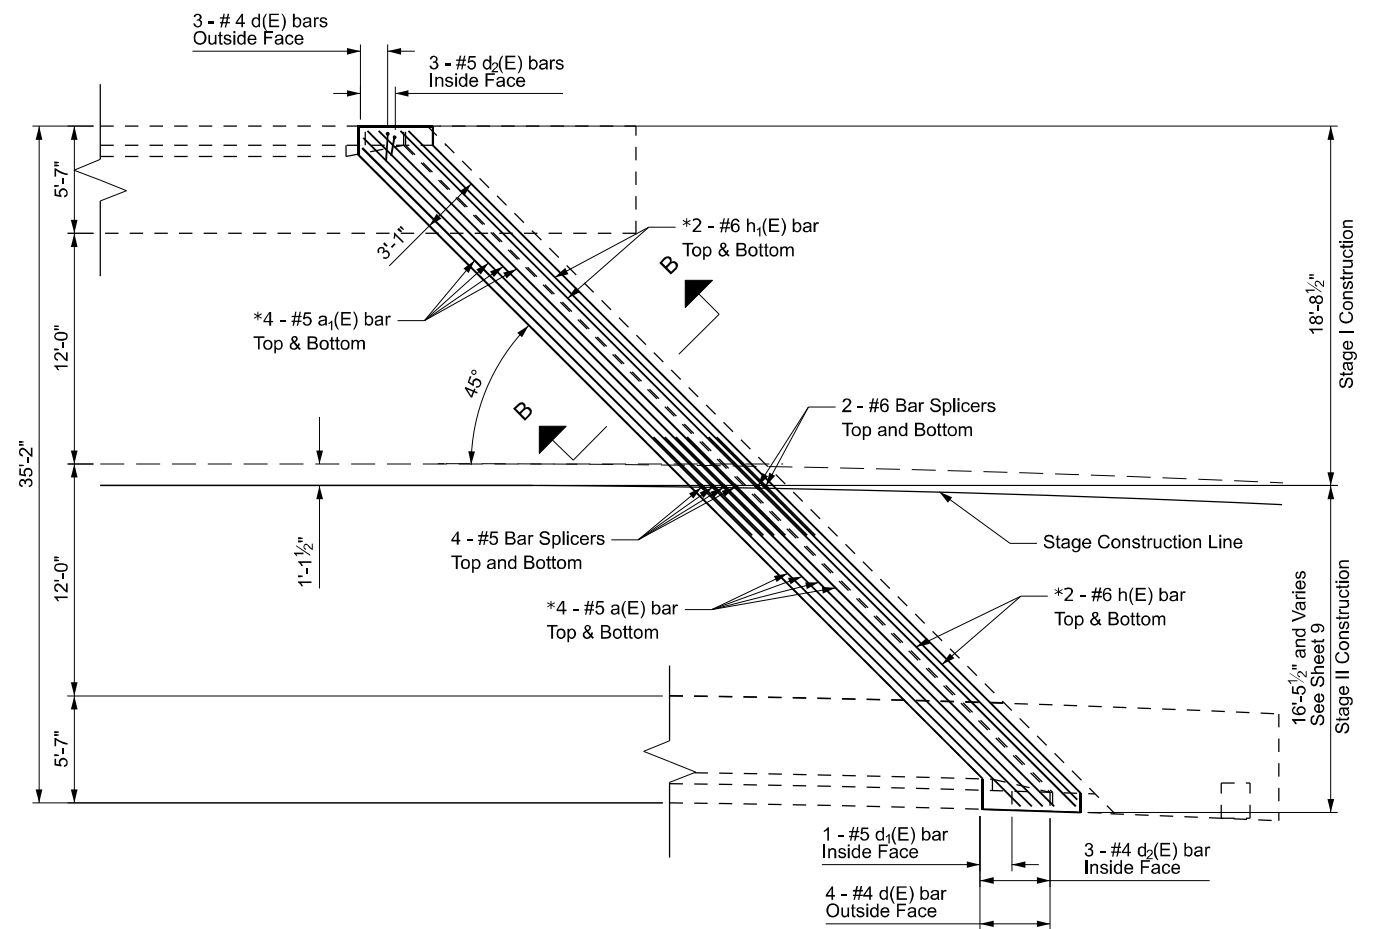 3 - # 4 d(E) bars
Outside Face
3 - #5 d₂(E) bars
Inside Face
5'-7"
3'-1"
*2 - #6 h₁(E) bar
Top & Bottom
B
18'-8½"
Stage I Construction
*4 - #5 a₁(E) bar
Top & Bottom
12'-0"
45°
B
2 - #6 Bar Splicers
Top and Bottom
35'-2"
4 - #5 Bar Splicers
Top and Bottom
1'-1½"
Stage Construction Line
12'-0"
*4 - #5 a(E) bar
Top & Bottom
*2 - #6 h(E) bar
Top & Bottom
16'-5½" and Varies
See Sheet 9
Stage II Construction
5'-7"
1 - #5 d₁(E) bar
Inside Face
3 - #4 d₂(E) bar
Inside Face
4 - #4 d(E) bar
Outside Face